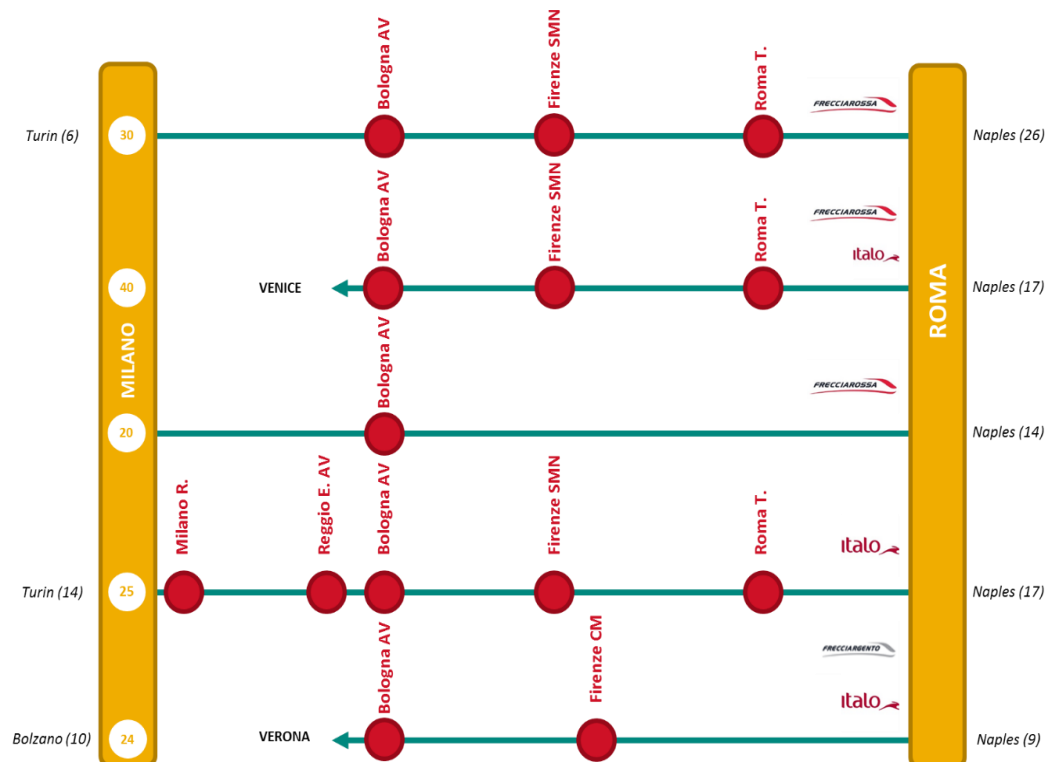 Bologna AV
Firenze SMN
Roma T.
FRECCIAROSSA
Turin (6)
30
Naples (26)
Bologna AV
Firenze SMN
Roma T.
FRECCIAROSSA
italo
40
VENICE
Naples (17)
MILANO
ROMA
Bologna AV
FRECCIAROSSA
20
Naples (14)
Milano R.
Reggio E. AV
Bologna AV
Firenze SMN
Roma T.
italo
Turin (14)
25
Naples (17)
Bologna AV
Firenze CM
FRECCIARGENTO
italo
Bolzano (10)
24
VERONA
Naples (9)